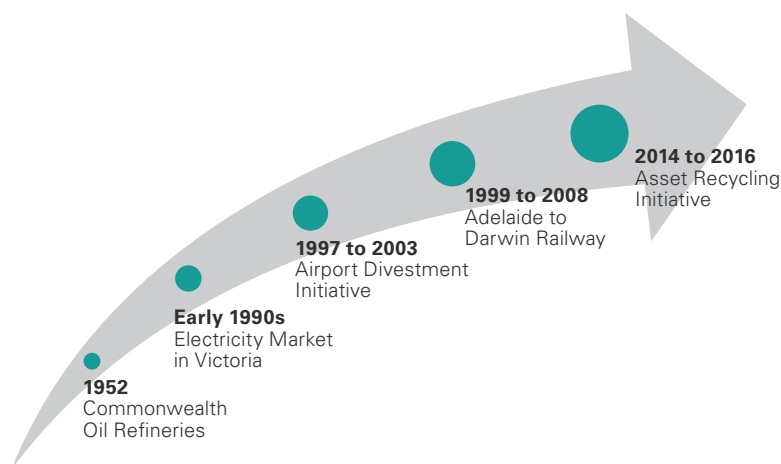 1952
Commonwealth
Oil Refineries
Early 1990s
Electricity Market
in Victoria
1997 to 2003
Airport Divestment
Initiative
1999 to 2008
Adelaide to
Darwin Railway
2014 to 2016
Asset Recycling
Initiative